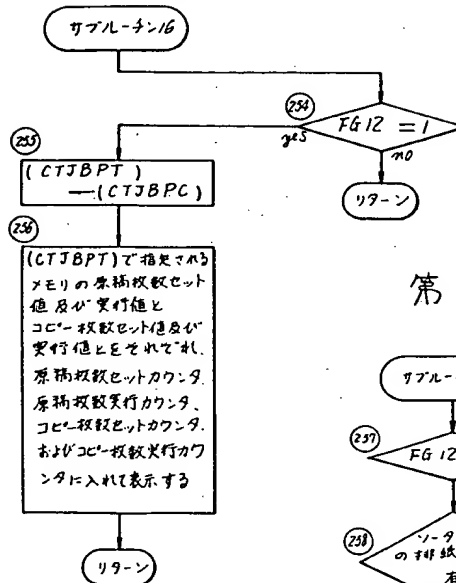 サブルーチン16
254
FG12 = 1
yes
no
リターン
255
(CTJBPT)
—(CTJBPC)
256
(CTJBPT)で指定される
メモリの原稿枚数セット
値及び実行値と
コピー枚数セット値及び
実行値とをそれぞれ、
原稿枚数セットカウンタ、
原稿枚数実行カウンタ、
コピー枚数セットカウンタ、
およびコピー枚数実行カウ
ンタに入れて表示する
リターン
第
サブルー
257
FG12
258
ソータ
の排紙